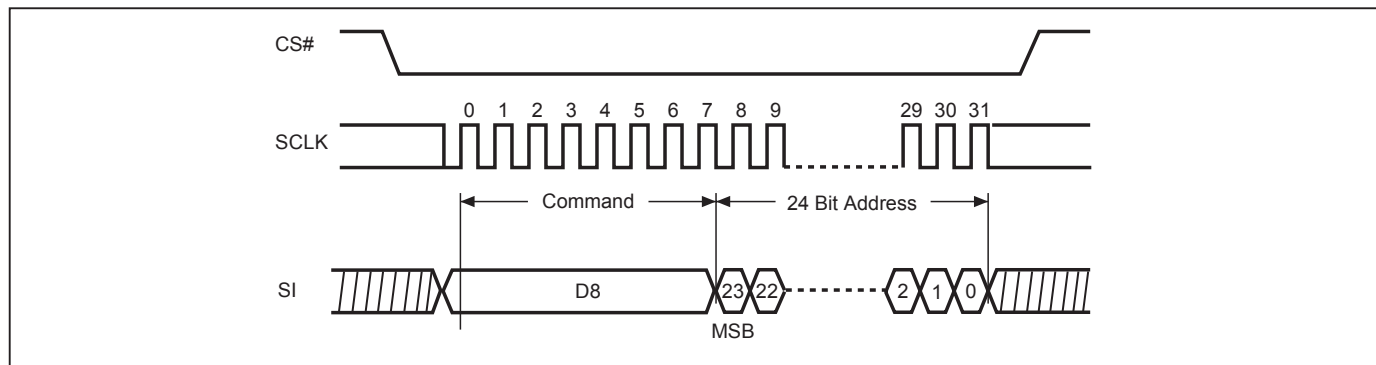 CS#
0 1 2 3 4 5 6 7 8 9 29 30 31
SCLK
Command 24 Bit Address
SI D8 23 22 2 1 0
MSB